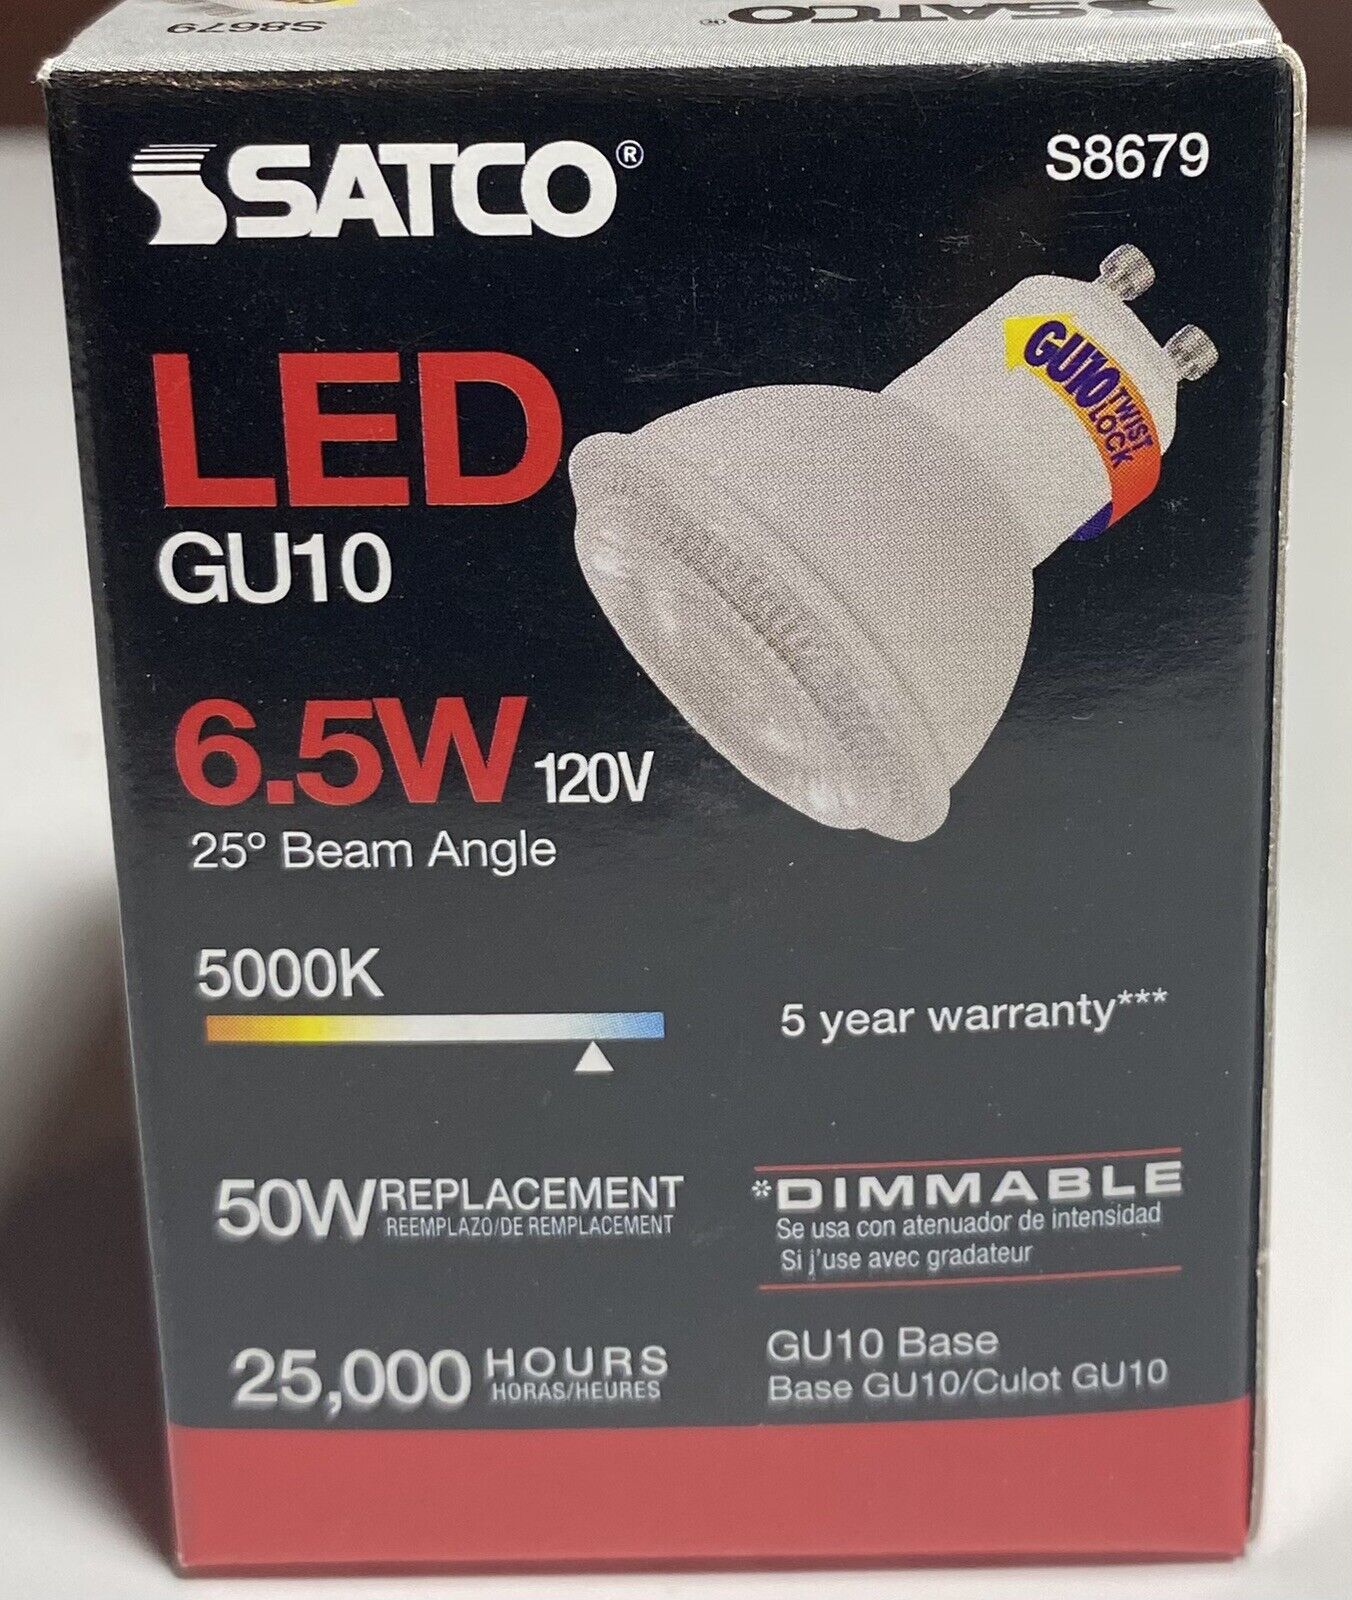 S8679
SATCO®
SATCO®
S8679
GU10 TWIST LOCK
LED
GU10
6.5W 120V
25° Beam Angle
5000K
5 year warranty***
50W REPLACEMENT
REEMPLAZO/DE REMPLACEMENT
*DIMMABLE
Se usa con atenuador de intensidad
Si j'use avec gradateur
25,000 HOURS
HORAS/HEURES
GU10 Base
Base GU10/Culot GU10